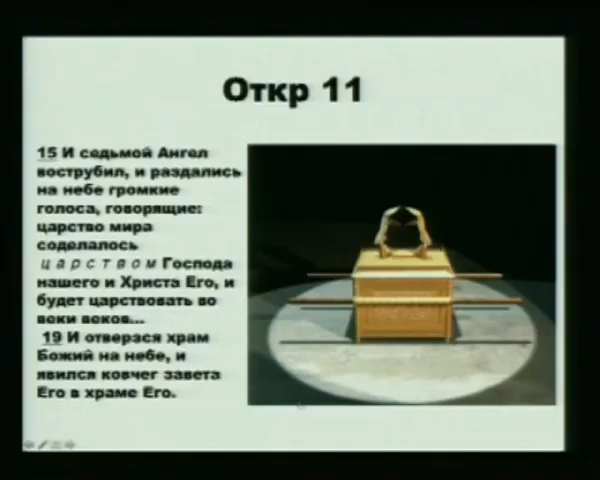 Откр 11
15 И седьмой Ангел
вострубил, и раздались
на небе громкие
голоса, говорящие:
царство мира
соделалось
царством Господа
нашего и Христа Его, и
будет царствовать во
веки веков...
19 И отверзся храм
Божий на небе, и
явился ковчег завета
Его в храме Его.